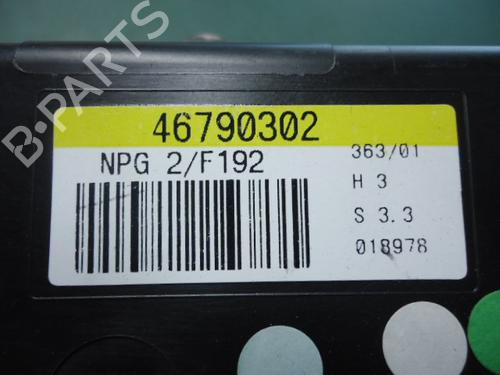 46790302
NPG 2/F192
363/01
H 3
S 3.3
018978
B-PARTS